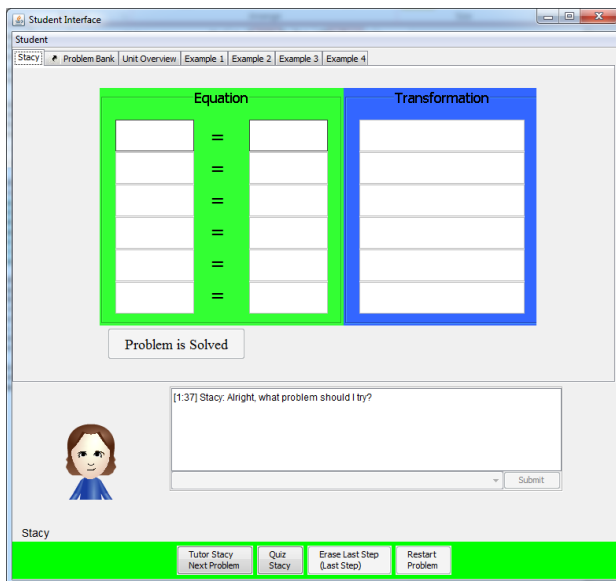 Student Interface
Student
Stacy Problem Bank Unit Overview Example 1 Example 2 Example 3 Example 4
Equation Transformation
=
=
=
=
=
=
Problem is Solved
[1:37] Stacy: Alright, what problem should I try?
Submit
Stacy
Tutor Stacy
Next Problem
Quiz
Stacy
Erase Last Step
(Last Step)
Restart
Problem